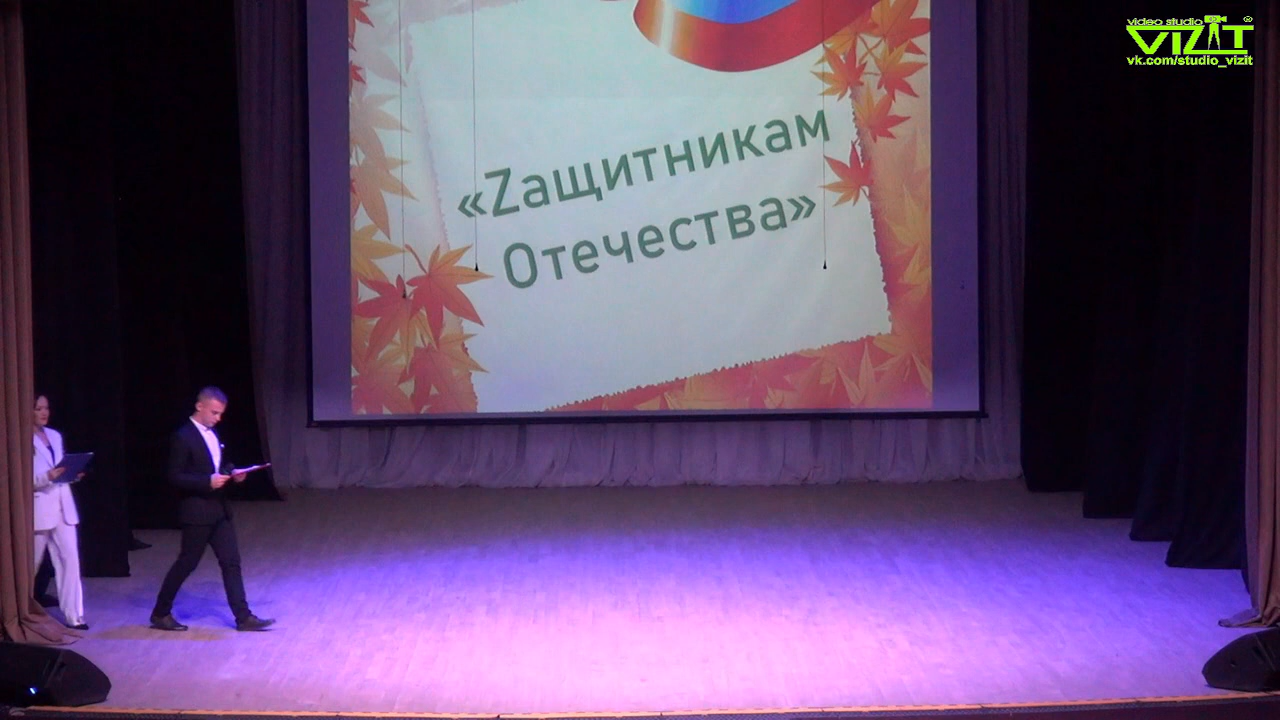 video studio
VIZIT ®
vk.com/studio_vizit
«Zащитникам
Отечества»